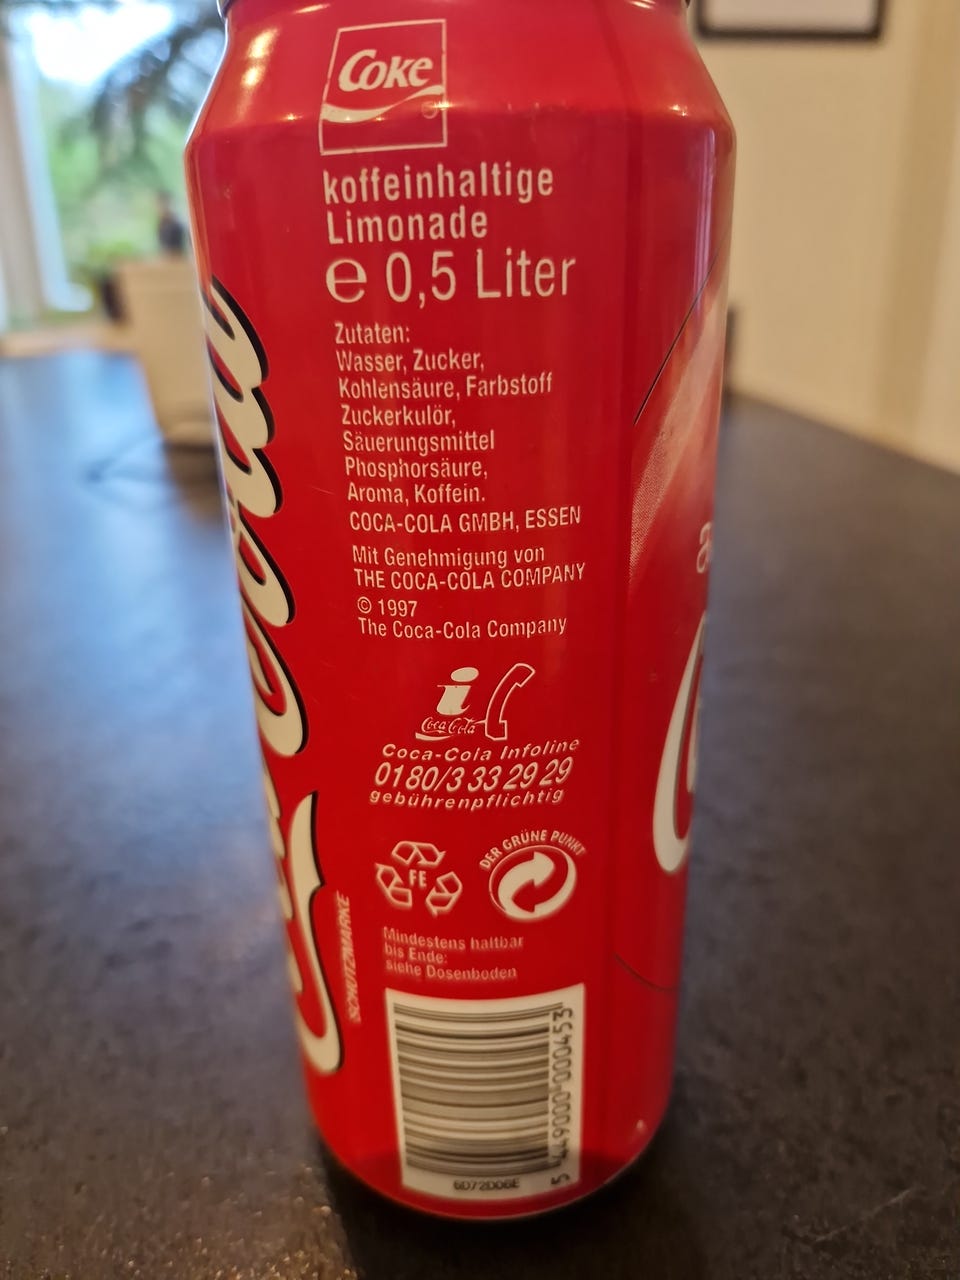 Coke
koffeinhaltige
Limonade
℮ 0,5 Liter
Zutaten:
Wasser, Zucker,
Kohlensäure, Farbstoff
Zuckerkulör,
Säuerungsmittel
Phosphorsäure,
Aroma, Koffein.
COCA-COLA GMBH, ESSEN
Mit Genehmigung von
THE COCA-COLA COMPANY
© 1997
The Coca-Cola Company
i
Coca-Cola
Coca-Cola Infoline
0180/3 33 29 29
gebührenpflichtig
FE
DER GRÜNE PUNKT
Mindestens haltbar
bis Ende:
siehe Dosenboden
5 449000 000453
6D72D06E
Coca-Cola
SCHUTZMARKE